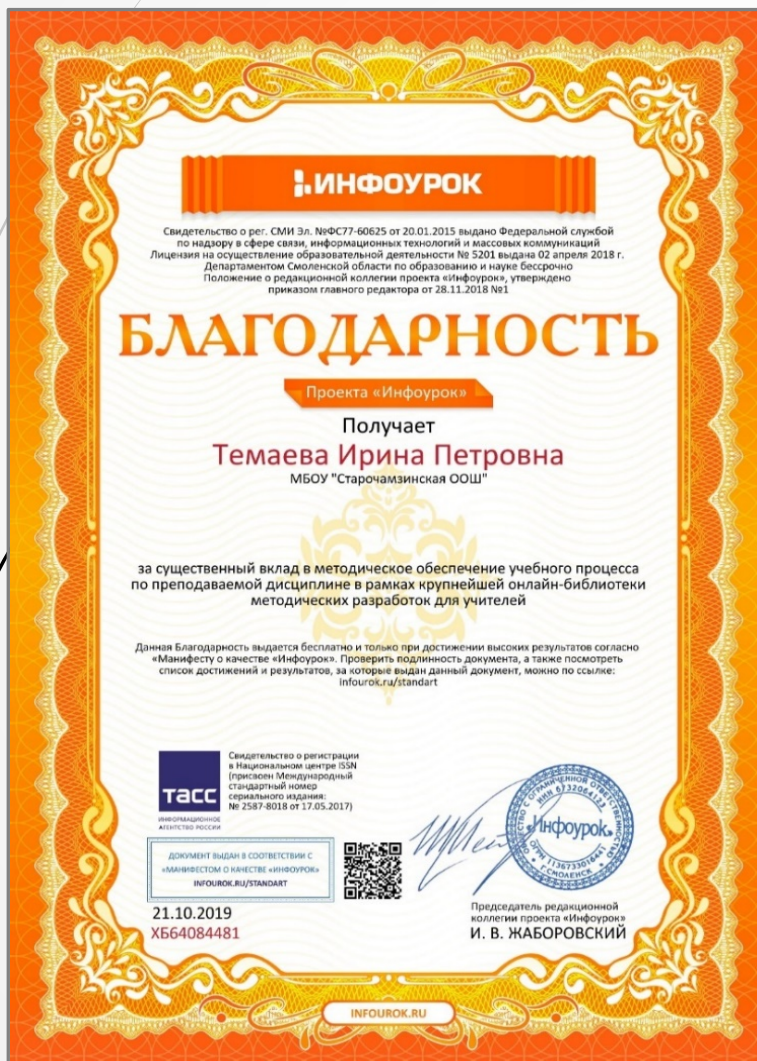 ИНФОУРОК
Свидетельство о рег. СМИ Эл. №ФС77-60625 от 20.01.2015 выдано Федеральной службой
по надзору в сфере связи, информационных технологий и массовых коммуникаций
Лицензия на осуществление образовательной деятельности № 5201 выдана 02 апреля 2018 г.
Департаментом Смоленской области по образованию и науке бессрочно
Положение о редакционной коллегии проекта «Инфоурок», утверждено
приказом главного редактора от 28.11.2018 №1
БЛАГОДАРНОСТЬ
Проекта «Инфоурок»
Получает
Темаева Ирина Петровна
МБОУ "Старочамзинская ООШ"
за существенный вклад в методическое обеспечение учебного процесса
по преподаваемой дисциплине в рамках крупнейшей онлайн-библиотеки
методических разработок для учителей
Данная Благодарность выдается бесплатно и только при достижении высоких результатов согласно
«Манифесту о качестве «Инфоурок». Проверить подлинность документа, а также посмотреть
список достижений и результатов, за которые выдан данный документ, можно по ссылке:
infourok.ru/standart
Свидетельство о регистрации
в Национальном центре ISSN
(присвоен Международный
стандартный номер
сериального издания:
№ 2587-8018 от 17.05.2017)
ТАСС
ИНФОРМАЦИОННОЕ
АГЕНТСТВО РОССИИ
ДОКУМЕНТ ВЫДАН В СООТВЕТСТВИИ С
«МАНИФЕСТОМ О КАЧЕСТВЕ «ИНФОУРОК»
INFOUROK.RU/STANDART
21.10.2019
ХБ64084481
ОБЩЕСТВО С ОГРАНИЧЕННОЙ ОТВЕТСТВЕННОСТЬЮ
ИНН 6732064123
«Инфоурок»
ОГРН 1136733016441
Г.СМОЛЕНСК
Председатель редакционной
коллегии проекта «Инфоурок»
И. В. ЖАБОРОВСКИЙ
INFOUROK.RU